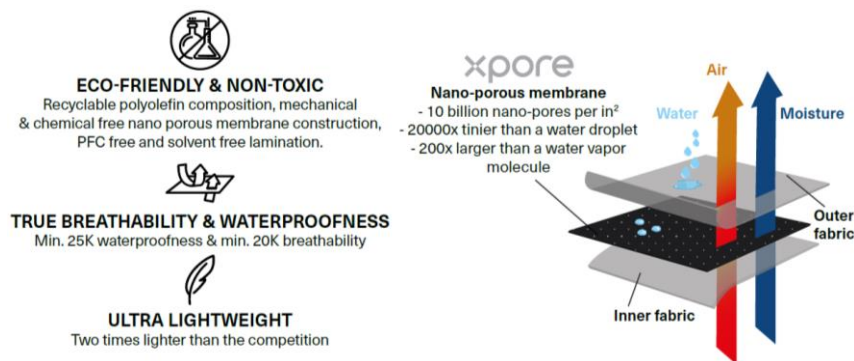 ECO-FRIENDLY & NON-TOXIC
Recyclable polyolefin composition, mechanical
& chemical free nano porous membrane construction,
PFC free and solvent free lamination.
TRUE BREATHABILITY & WATERPROOFNESS
Min. 25K waterproofness & min. 20K breathability
ULTRA LIGHTWEIGHT
Two times lighter than the competition
xpore
Nano-porous membrane
- 10 billion nano-pores per in²
- 20000x tinier than a water droplet
- 200x larger than a water vapor
molecule
Air
Water
Moisture
Outer
fabric
Inner fabric